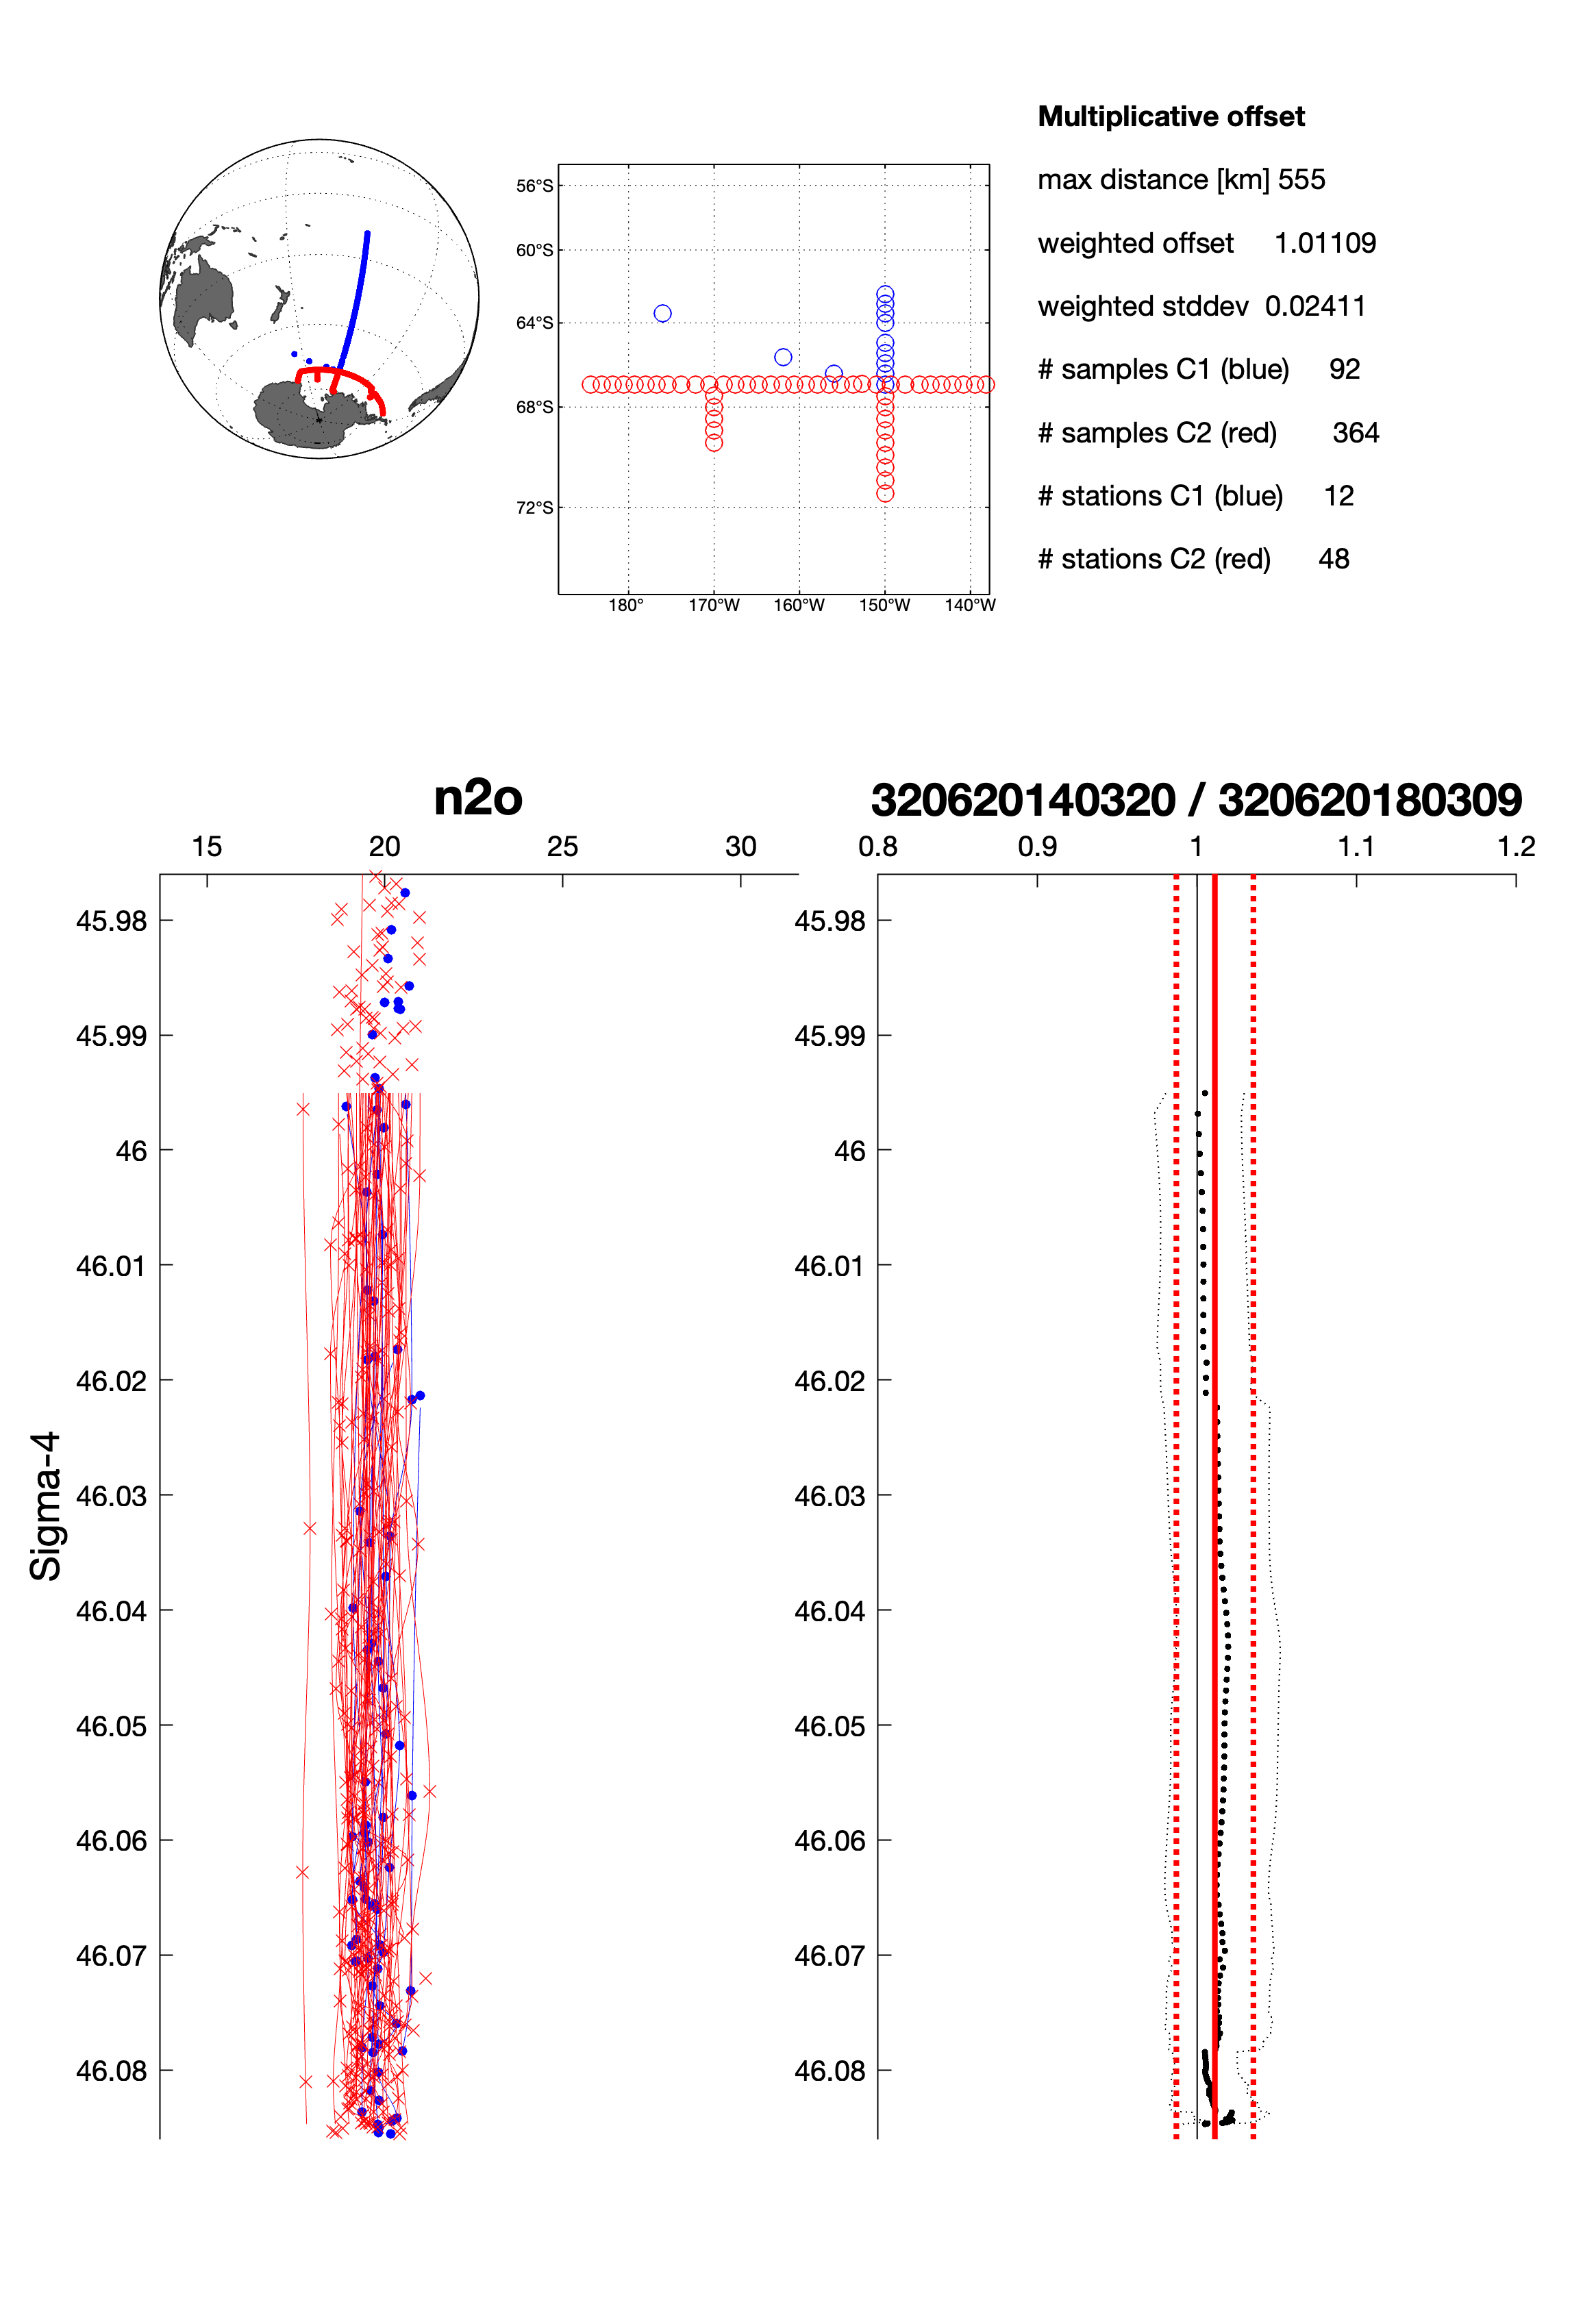 Multiplicative offset
max distance [km] 555
weighted offset 1.01109
weighted stddev 0.02411
# samples C1 (blue) 92
# samples C2 (red) 364
# stations C1 (blue) 12
# stations C2 (red) 48
56°S
60°S
64°S
68°S
72°S
180° 170°W 160°W 150°W 140°W
n2o
15 20 25 30
45.98
45.99
46
46.01
46.02
46.03
46.04
46.05
46.06
46.07
46.08
Sigma-4
320620140320 / 320620180309
0.8 0.9 1 1.1 1.2
45.98
45.99
46
46.01
46.02
46.03
46.04
46.05
46.06
46.07
46.08